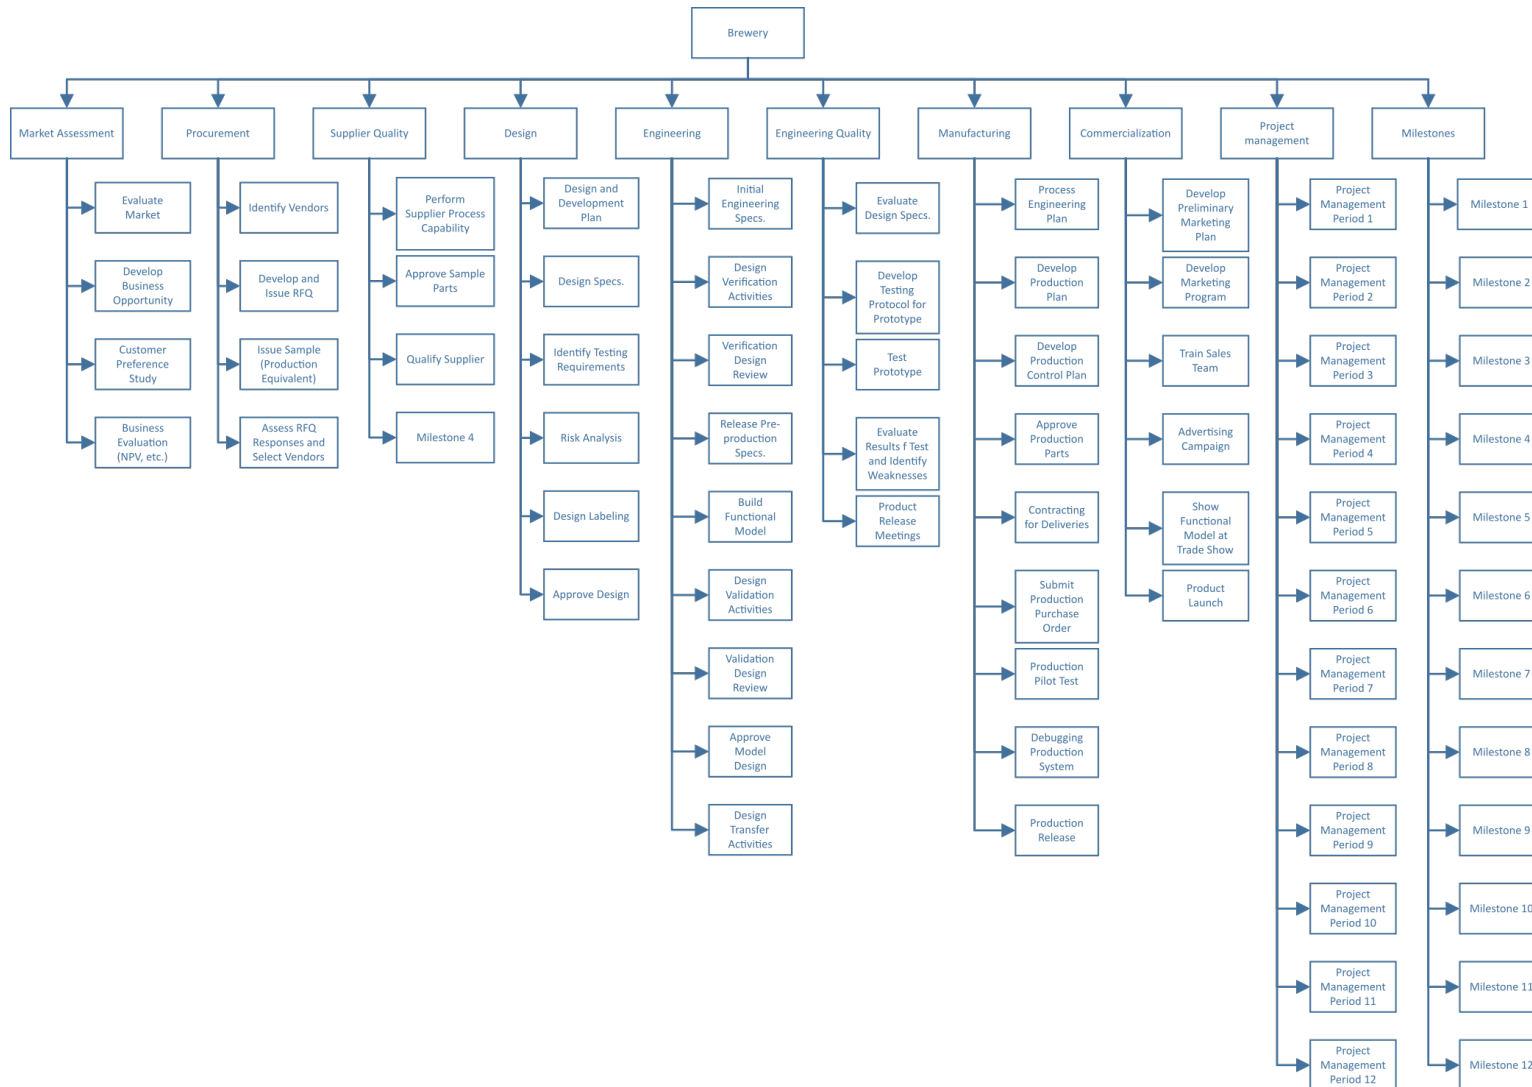 Brewery
Market Assessment
Procurement
Supplier Quality
Design
Engineering
Engineering Quality
Manufacturing
Commercialization
Project
management
Milestones
Evaluate
Market
Develop
Business
Opportunity
Customer
Preference
Study
Business
Evaluation
(NPV, etc.)
Identify Vendors
Develop and
Issue RFQ
Issue Sample
(Production
Equivalent)
Assess RFQ
Responses and
Select Vendors
Perform
Supplier Process
Capability
Approve Sample
Parts
Qualify Supplier
Milestone 4
Design and
Development
Plan
Design Specs.
Identify Testing
Requirements
Risk Analysis
Design Labeling
Approve Design
Initial
Engineering
Specs.
Design
Verification
Activities
Verification
Design
Review
Release Pre-
production
Specs.
Build
Functional
Model
Design
Validation
Activities
Validation
Design
Review
Approve
Model
Design
Design
Transfer
Activities
Evaluate
Design Specs.
Develop
Testing
Protocol for
Prototype
Test
Prototype
Evaluate
Results f Test
and Identify
Weaknesses
Product
Release
Meetings
Process
Engineering
Plan
Develop
Production
Plan
Develop
Production
Control Plan
Approve
Production
Parts
Contracting
for Deliveries
Submit
Production
Purchase
Order
Production
Pilot Test
Debugging
Production
System
Production
Release
Develop
Preliminary
Marketing
Plan
Develop
Marketing
Program
Train Sales
Team
Advertising
Campaign
Show
Functional
Model at
Trade Show
Product
Launch
Project
Management
Period 1
Project
Management
Period 2
Project
Management
Period 3
Project
Management
Period 4
Project
Management
Period 5
Project
Management
Period 6
Project
Management
Period 7
Project
Management
Period 8
Project
Management
Period 9
Project
Management
Period 10
Project
Management
Period 11
Project
Management
Period 12
Milestone 1
Milestone 2
Milestone 3
Milestone 4
Milestone 5
Milestone 6
Milestone 7
Milestone 8
Milestone 9
Milestone 10
Milestone 11
Milestone 12